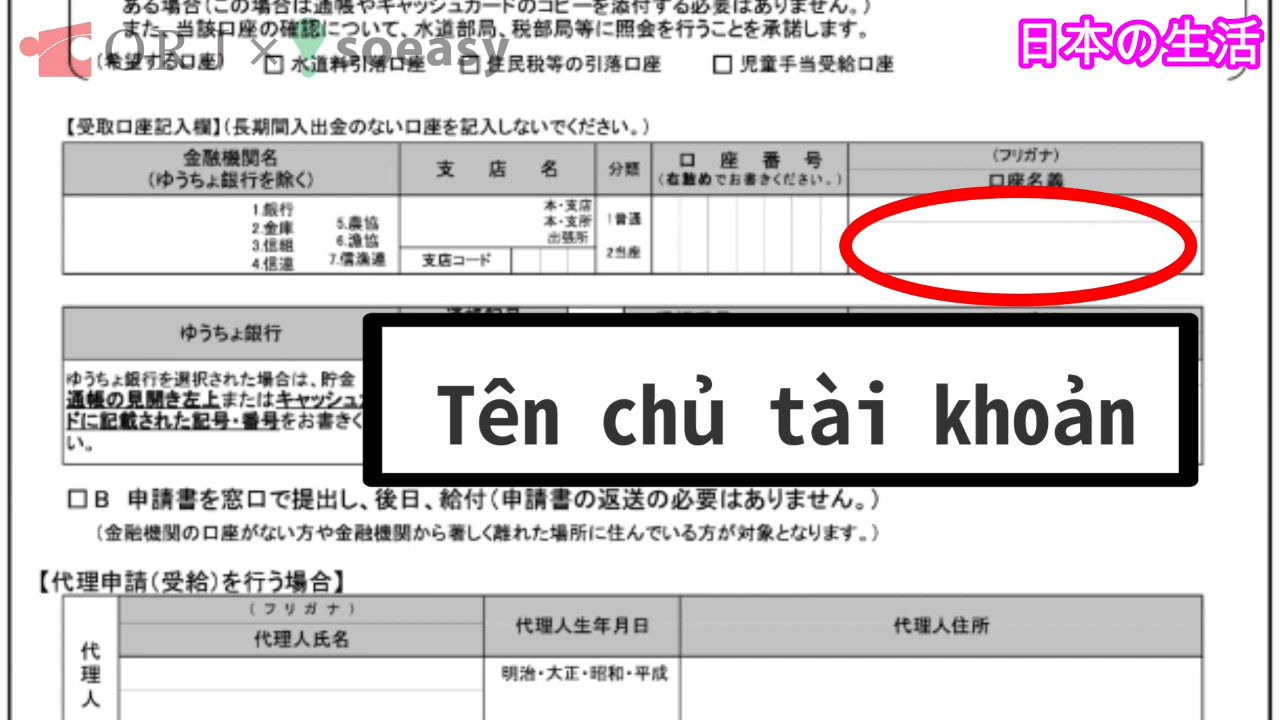 ある場合(この場合は通帳やキャッシュカードのコピーを添付する必要はありません。)
また、当該口座の確認について、水道部局、税部局等に照会を行うことを承諾します。
ORJ × soeasy
日本の生活
(希望する口座) □ 水道料引落口座 □ 住民税等の引落口座 □ 児童手当受給口座
【受取口座記入欄】(長期間入出金のない口座を記入しないでください。)
金融機関名
(ゆうちょ銀行を除く)
支店名
分類
口座番号
(右詰めでお書きください。)
(フリガナ)
口座名義
1.銀行
2.金庫
3.信組
4.信連
5.農協
6.漁協
7.信漁連
本・支店
本・支所
出張所
支店コード
1普通
2当座
ゆうちょ銀行
ゆうちょ銀行を選択された場合は、貯金
通帳の見開き左上またはキャッシュカ
ドに記載された記号・番号をお書きく
い。
Tên chủ tài khoản
□B 申請書を窓口で提出し、後日、給付(申請書の返送の必要はありません。)
(金融機関の口座がない方や金融機関から著しく離れた場所に住んでいる方が対象となります。)
【代理申請(受給)を行う場合】
代理人
(フリガナ)
代理人氏名
代理人生年月日
代理人住所
明治・大正・昭和・平成